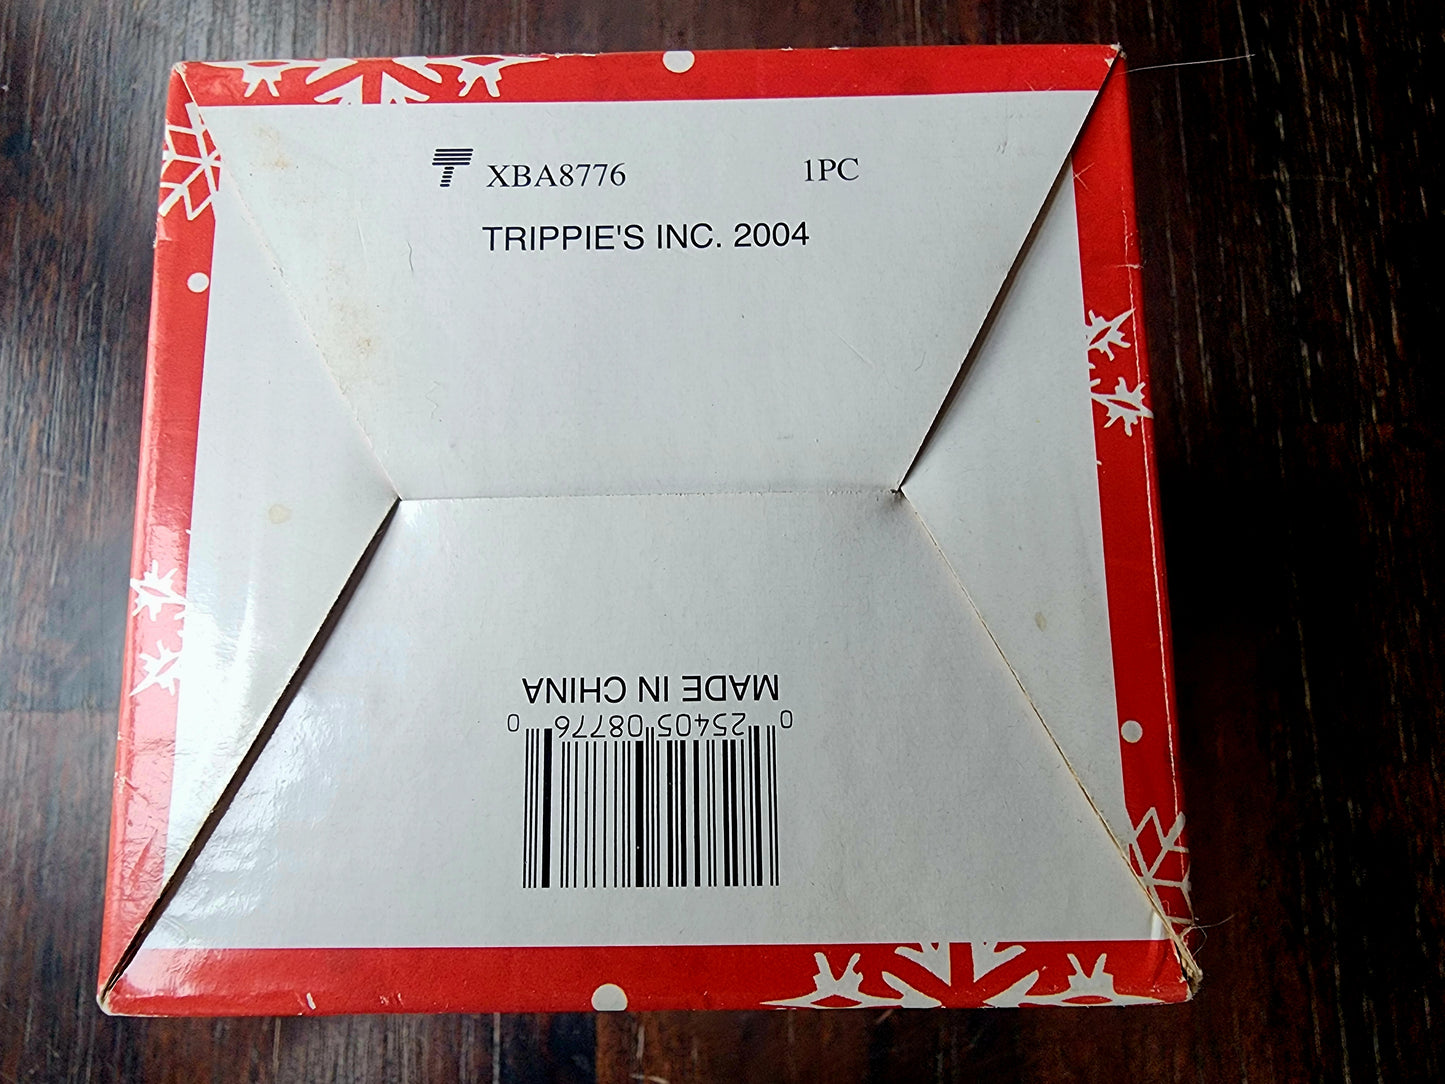 T XBA8776 1PC
TRIPPIE'S INC. 2004
MADE IN CHINA
0 25405 08776 0